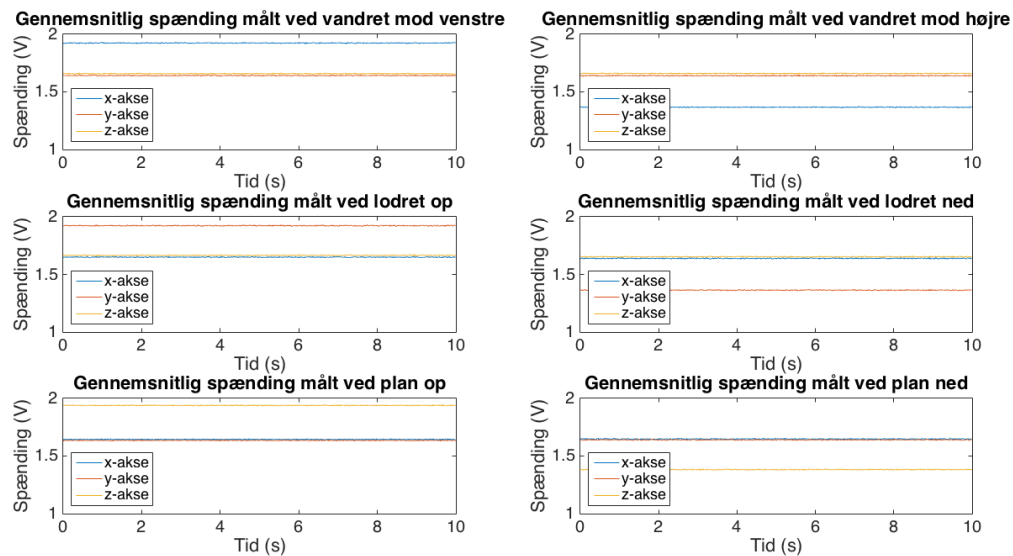 Gennemsnitlig spænding målt ved vandret mod venstre
Spænding (V)
2
1.5
1
x-akse
y-akse
z-akse
0 2 4 6 8 10
Tid (s)
Gennemsnitlig spænding målt ved vandret mod højre
Spænding (V)
2
1.5
1
x-akse
y-akse
z-akse
0 2 4 6 8 10
Tid (s)
Gennemsnitlig spænding målt ved lodret op
Spænding (V)
2
1.5
1
x-akse
y-akse
z-akse
0 2 4 6 8 10
Tid (s)
Gennemsnitlig spænding målt ved lodret ned
Spænding (V)
2
1.5
1
x-akse
y-akse
z-akse
0 2 4 6 8 10
Tid (s)
Gennemsnitlig spænding målt ved plan op
Spænding (V)
2
1.5
1
x-akse
y-akse
z-akse
0 2 4 6 8 10
Tid (s)
Gennemsnitlig spænding målt ved plan ned
Spænding (V)
2
1.5
1
x-akse
y-akse
z-akse
0 2 4 6 8 10
Tid (s)